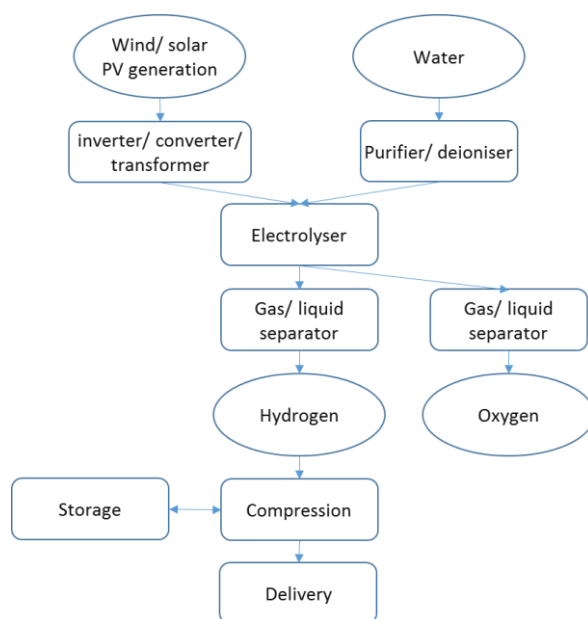 Wind/ solar
PV generation
Water
inverter/ converter/
transformer
Purifier/ deioniser
Electrolyser
Gas/ liquid
separator
Gas/ liquid
separator
Hydrogen
Oxygen
Storage
Compression
Delivery